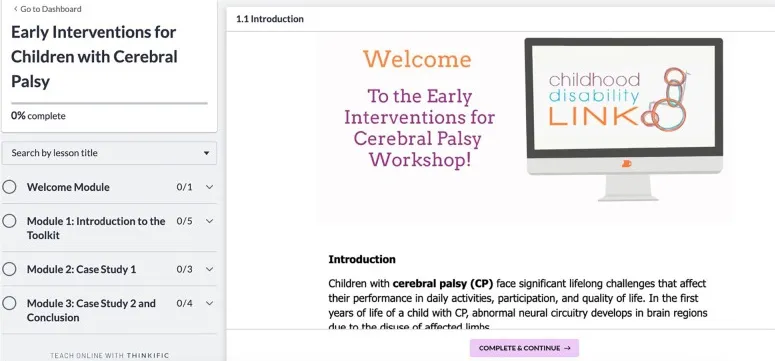 < Go to Dashboard
Early Interventions for
Children with Cerebral
Palsy
0% complete
Search by lesson title
Welcome Module 0/1
Module 1: Introduction to the 0/5
Toolkit
Module 2: Case Study 1 0/3
Module 3: Case Study 2 and 0/4
Conclusion
TEACH ONLINE WITH THINKIFIC
1.1 Introduction
Welcome
To the Early
Interventions for
Cerebral Palsy
Workshop!
childhood
disability
LINK
Introduction
Children with cerebral palsy (CP) face significant lifelong challenges that affect
their performance in daily activities, participation, and quality of life. In the first
years of life of a child with CP, abnormal neural circuitry develops in brain regions
due to the disuse of affected limbs.
COMPLETE & CONTINUE →